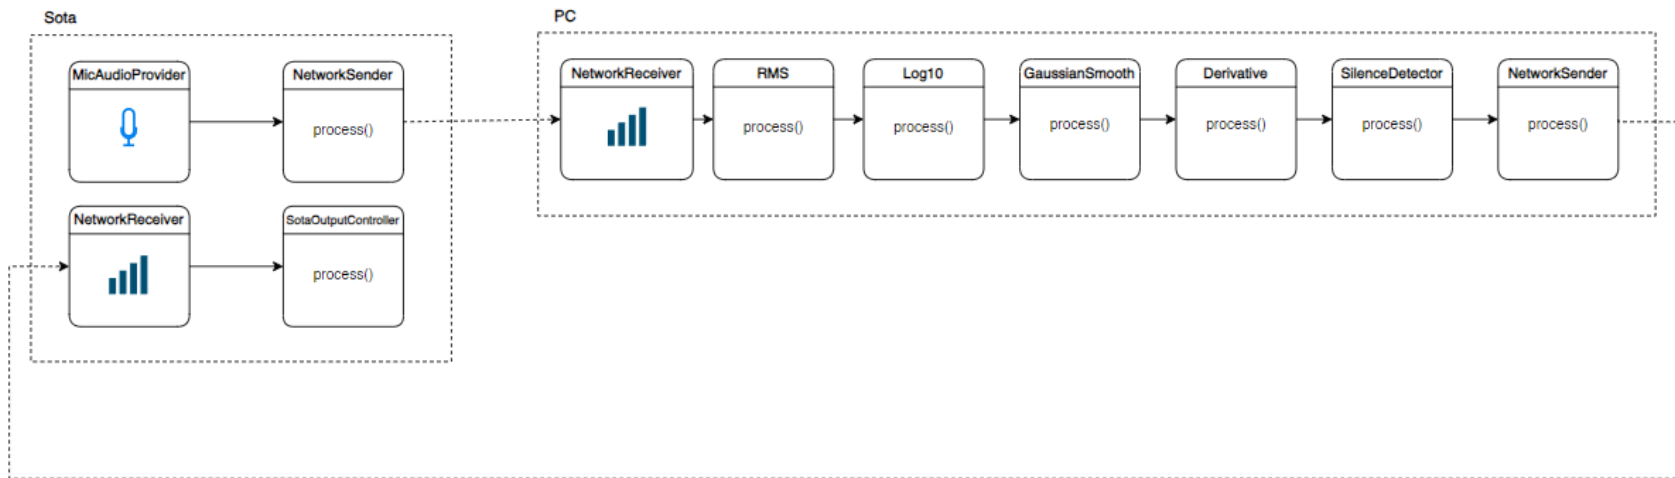 Sota
PC
MicAudioProvider
NetworkSender
process()
NetworkReceiver
SotaOutputController
process()
NetworkReceiver
RMS
process()
Log10
process()
GaussianSmooth
process()
Derivative
process()
SilenceDetector
process()
NetworkSender
process()